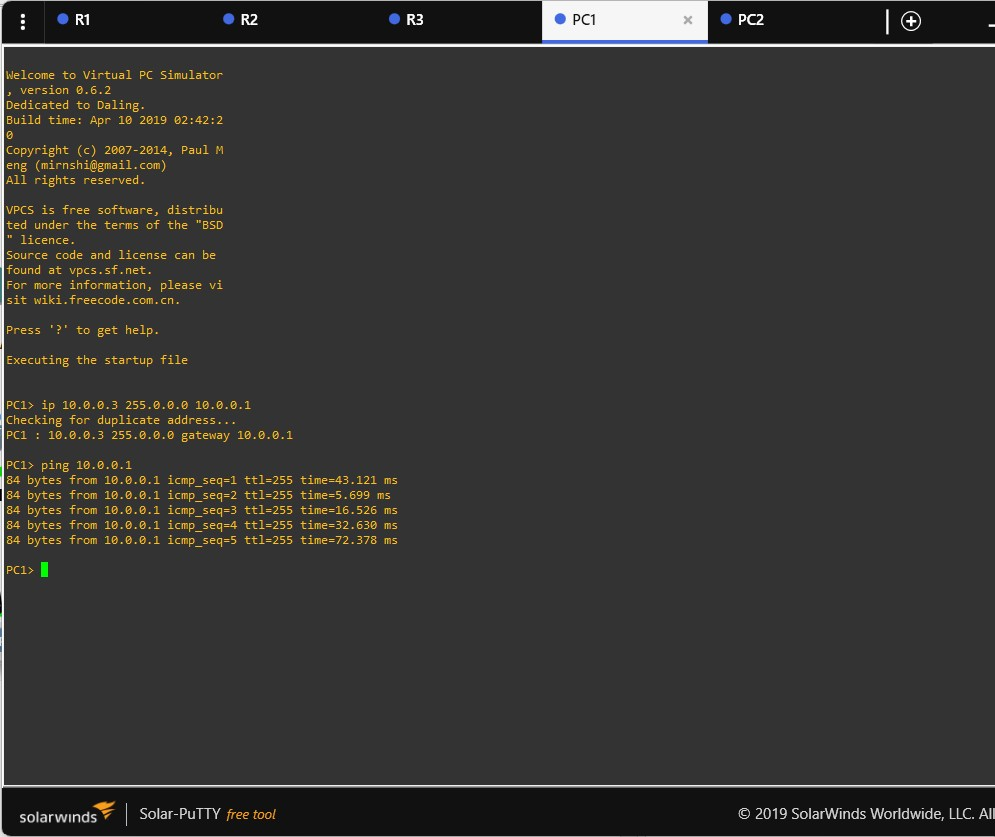 R1
R2
R3
PC1
PC2
Welcome to Virtual PC Simulator
, version 0.6.2
Dedicated to Daling.
Build time: Apr 10 2019 02:42:2
0
Copyright (c) 2007-2014, Paul M
eng (mirnshi@gmail.com)
All rights reserved.
VPCS is free software, distribu
ted under the terms of the "BSD
" licence.
Source code and license can be
found at vpcs.sf.net.
For more information, please vi
sit wiki.freecode.com.cn.
Press '?' to get help.
Executing the startup file
PC1> ip 10.0.0.3 255.0.0.0 10.0.0.1
Checking for duplicate address...
PC1 : 10.0.0.3 255.0.0.0 gateway 10.0.0.1
PC1> ping 10.0.0.1
84 bytes from 10.0.0.1 icmp_seq=1 ttl=255 time=43.121 ms
84 bytes from 10.0.0.1 icmp_seq=2 ttl=255 time=5.699 ms
84 bytes from 10.0.0.1 icmp_seq=3 ttl=255 time=16.526 ms
84 bytes from 10.0.0.1 icmp_seq=4 ttl=255 time=32.630 ms
84 bytes from 10.0.0.1 icmp_seq=5 ttl=255 time=72.378 ms
PC1>
solarwinds Solar-PuTTY free tool © 2019 SolarWinds Worldwide, LLC. All